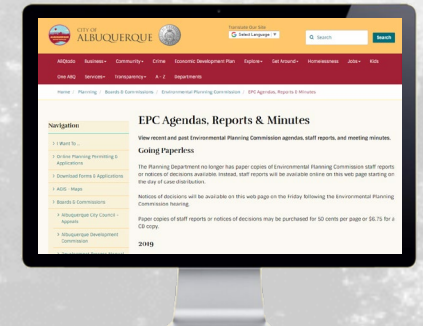 CITY OF
ALBUQUERQUE
Translate Our Site
Select Language
Search
Search
ABQtodo Business Community Crime Economic Development Plan Explore Get Around Homelessness Jobs Kids
One ABQ Services Transparency A - Z Departments
Home / Planning / Boards & Commissions / Environmental Planning Commission / EPC Agendas, Reports & Minutes
Navigation
I Want To ...
Online Planning Permitting & Applications
Download Forms & Applications
AGIS - Maps
Boards & Commissions
Albuquerque City Council - Appeals
Albuquerque Development Commission
EPC Agendas, Reports & Minutes
View recent and past Environmental Planning Commission agendas, staff reports, and meeting minutes.
Going Paperless
The Planning Department no longer has paper copies of Environmental Planning Commission staff reports
or notices of decisions available. Instead, staff reports will be available online on this web page starting on
the day of case distribution.
Notices of decisions will be available on this web page on the Friday following the Environmental Planning
Commission hearing.
Paper copies of staff reports or notices of decisions may be purchased for 50 cents per page or $6.75 for a
CD copy.
2019